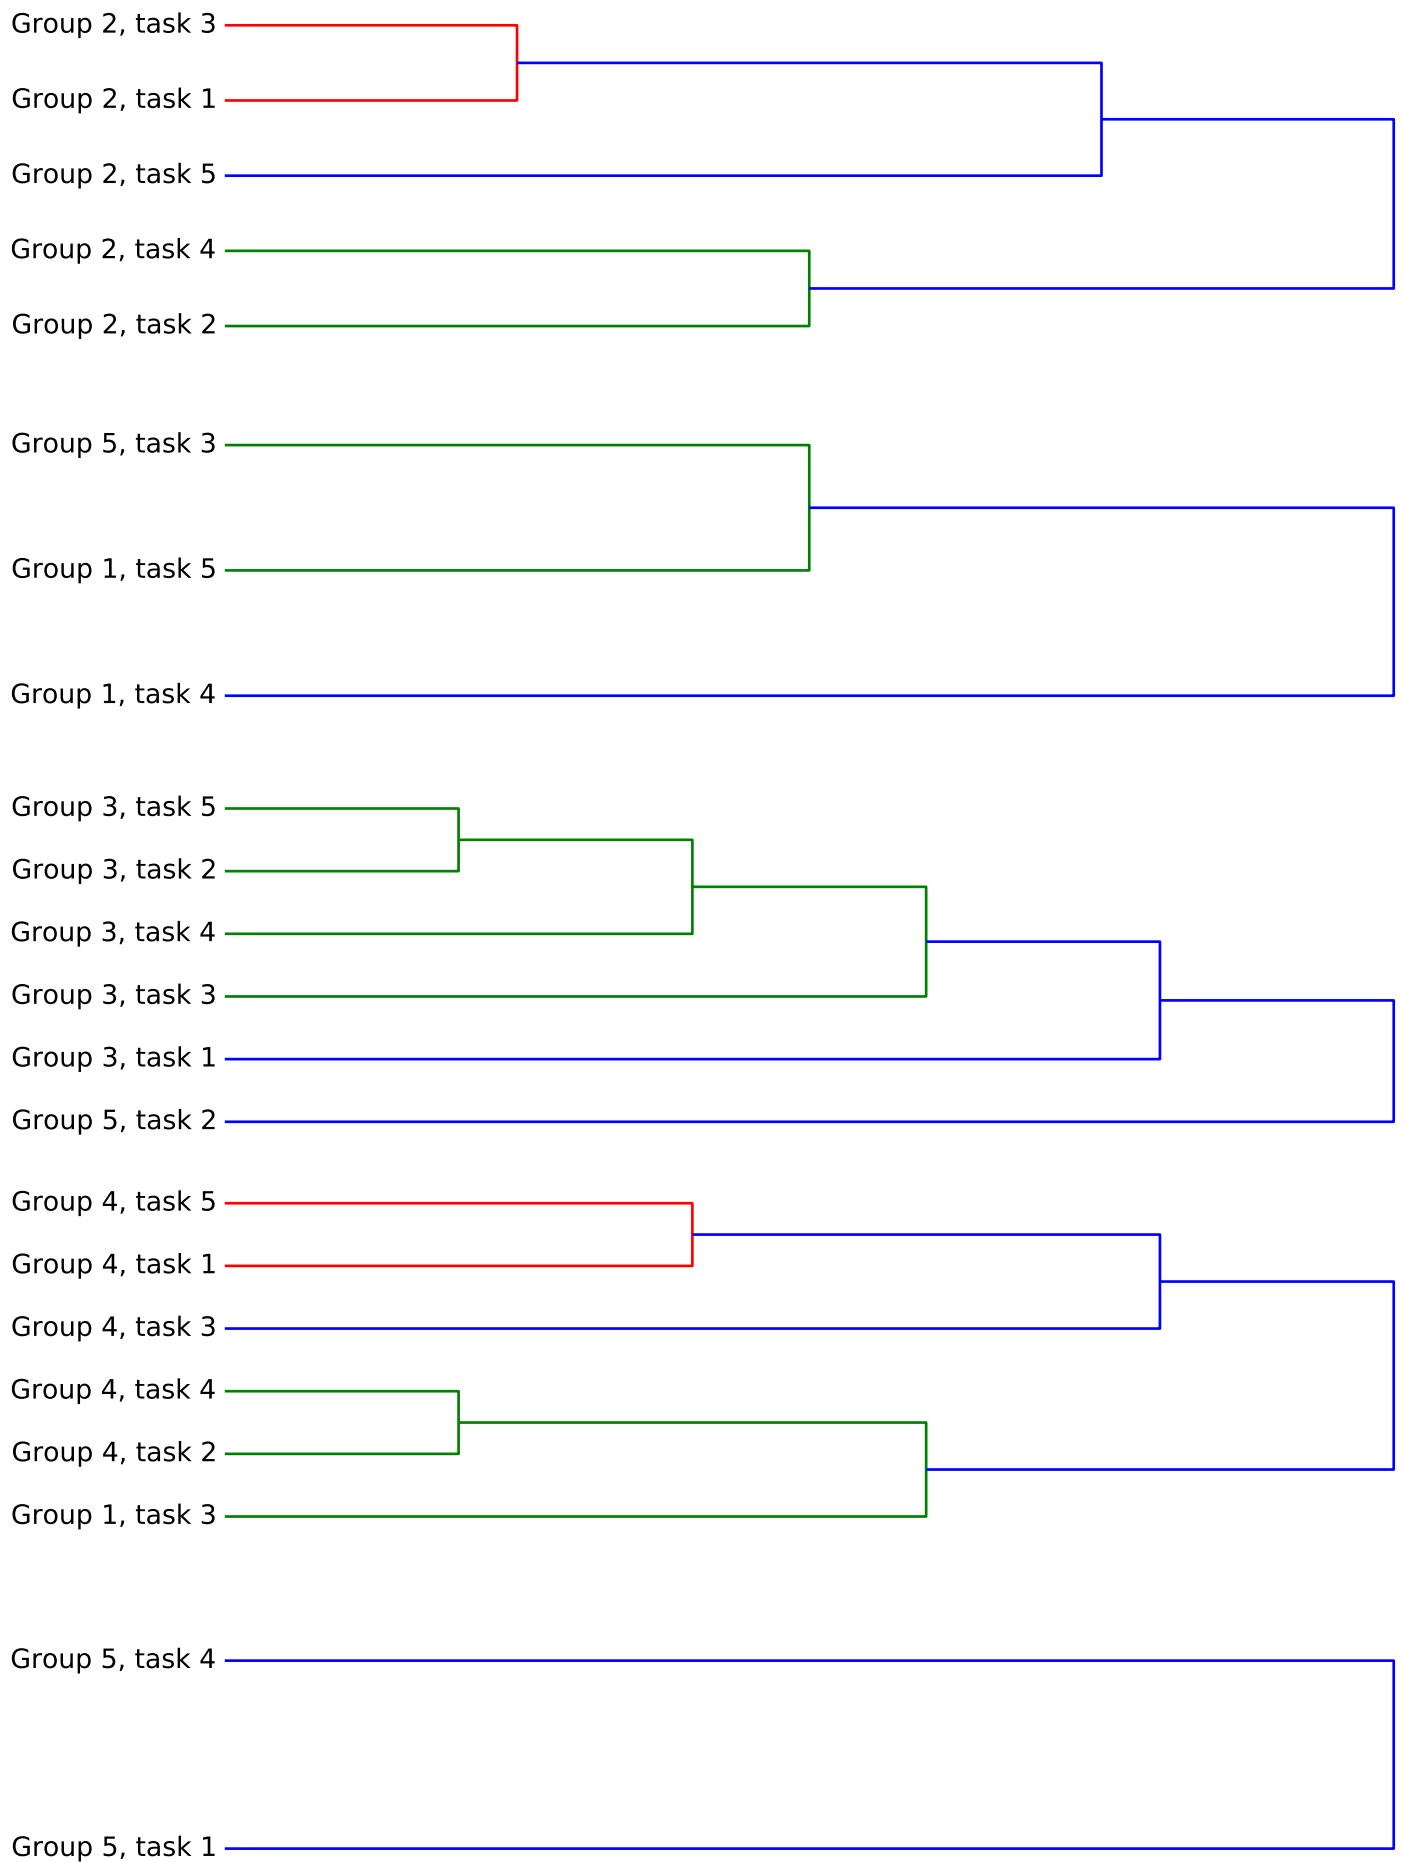 Group 2, task 3
Group 2, task 1
Group 2, task 5
Group 2, task 4
Group 2, task 2
Group 5, task 3
Group 1, task 5
Group 1, task 4
Group 3, task 5
Group 3, task 2
Group 3, task 4
Group 3, task 3
Group 3, task 1
Group 5, task 2
Group 4, task 5
Group 4, task 1
Group 4, task 3
Group 4, task 4
Group 4, task 2
Group 1, task 3
Group 5, task 4
Group 5, task 1